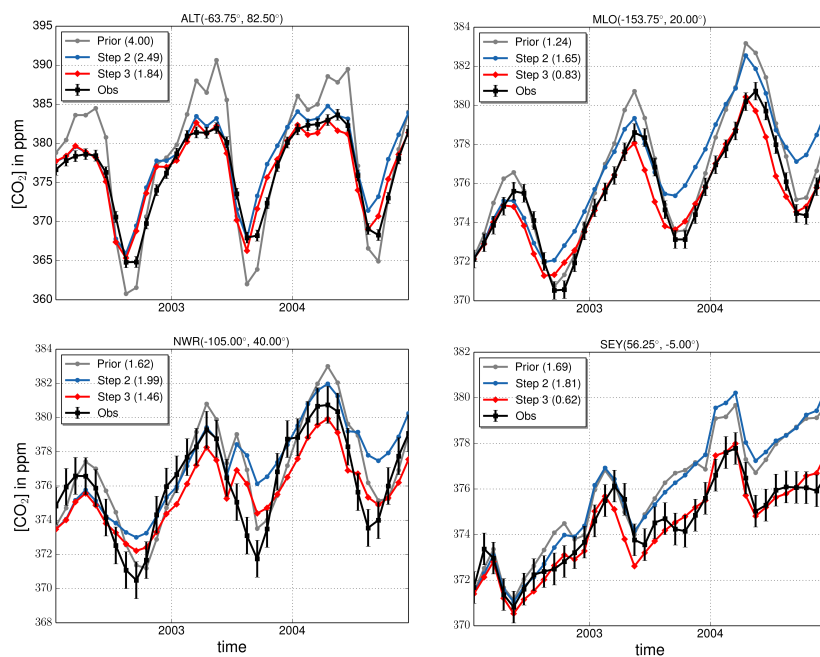 ALT(-63.75°, 82.50°)
Prior (4.00)
Step 2 (2.49)
Step 3 (1.84)
Obs
[CO₂] in ppm
395
390
385
380
375
370
365
360
2003
2004
MLO(-153.75°, 20.00°)
Prior (1.24)
Step 2 (1.65)
Step 3 (0.83)
Obs
384
382
380
378
376
374
372
370
2003
2004
NWR(-105.00°, 40.00°)
Prior (1.62)
Step 2 (1.99)
Step 3 (1.46)
Obs
[CO₂] in ppm
384
382
380
378
376
374
372
370
368
2003
2004
time
SEY(56.25°, -5.00°)
Prior (1.69)
Step 2 (1.81)
Step 3 (0.62)
Obs
382
380
378
376
374
372
370
2003
2004
time